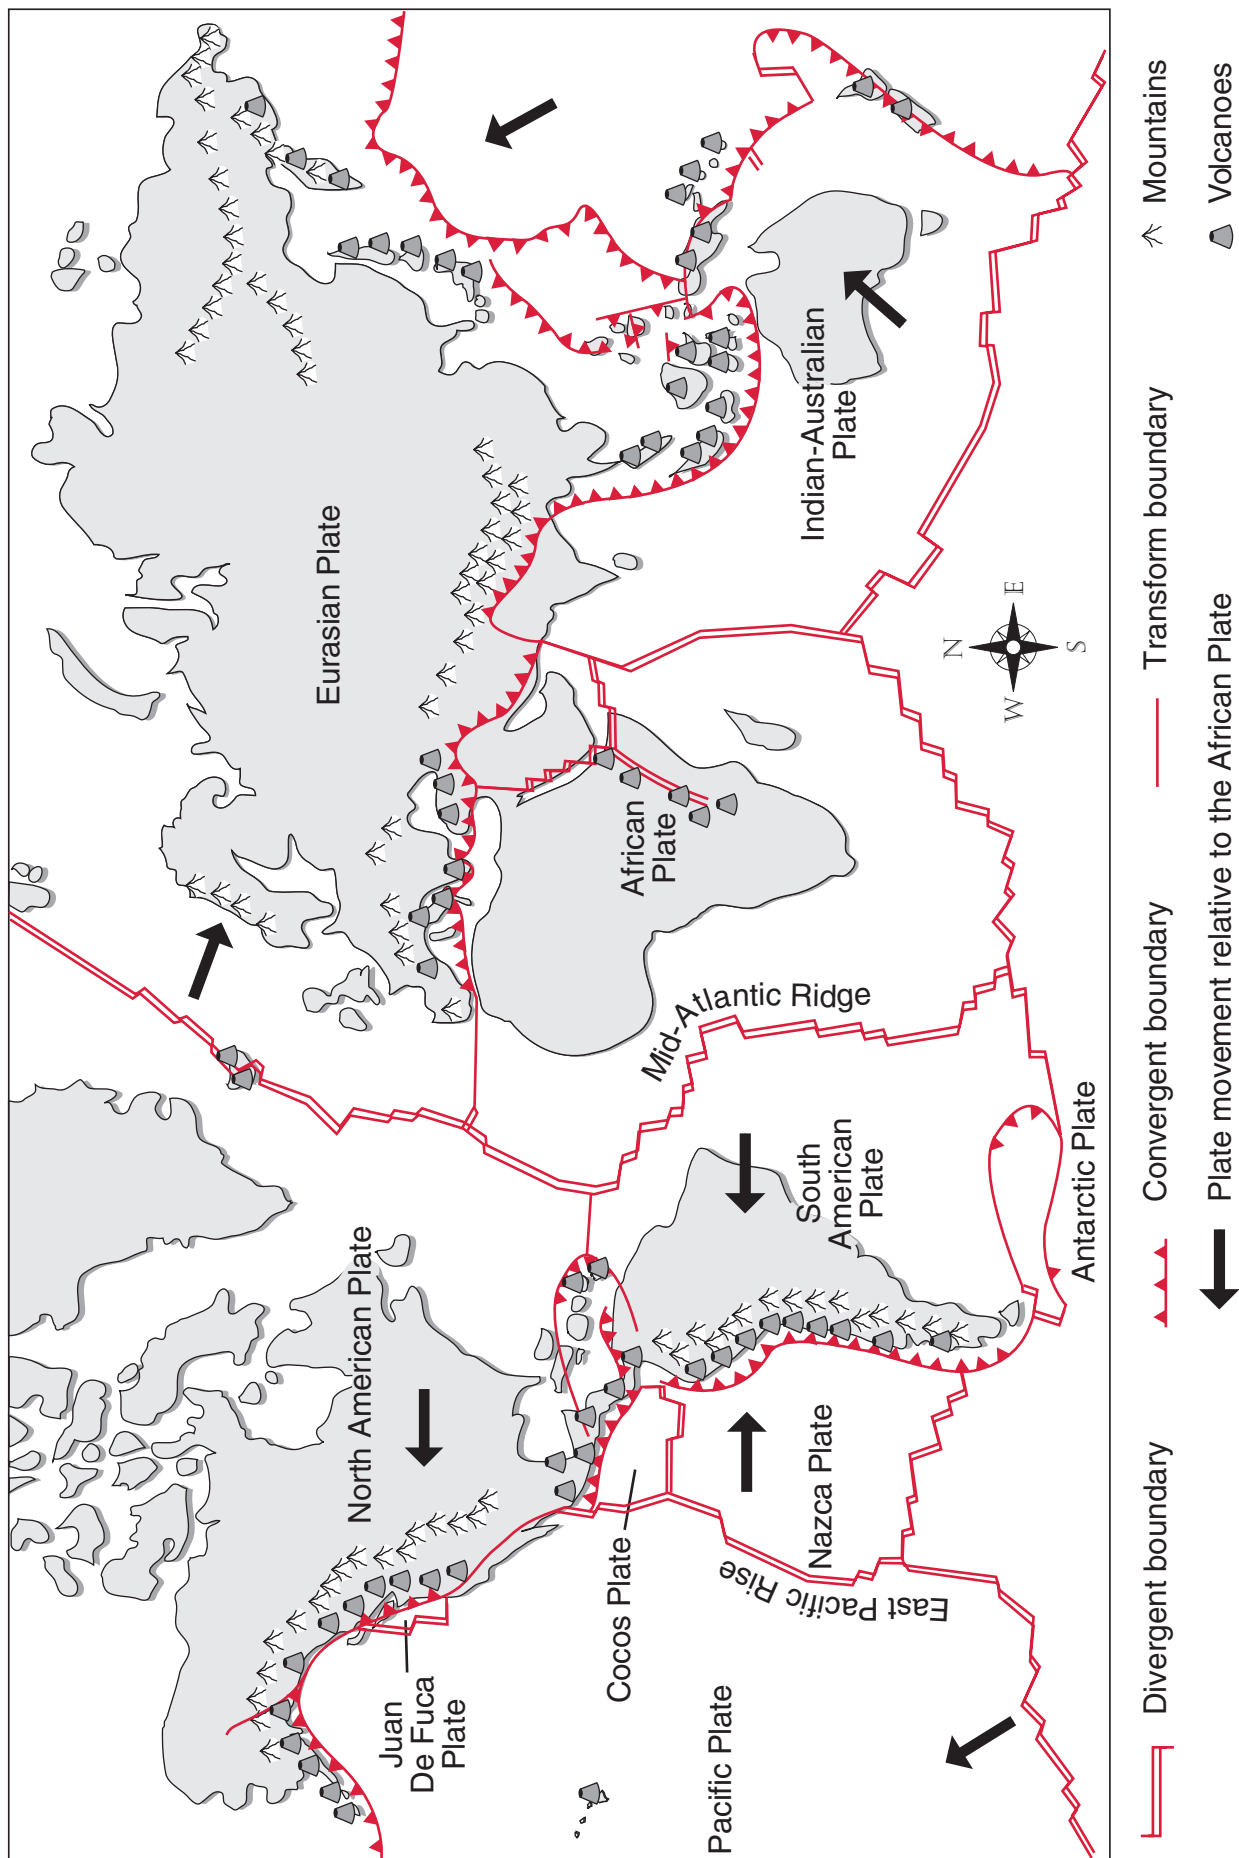 Eurasian Plate
North American Plate
Juan
De Fuca
Plate
African
Plate
Cocos Plate
Mid-Atlantic Ridge
Pacific Plate
East Pacific Rise
Nazca Plate
South
American
Plate
Indian-Australian
Plate
N
W
E
S
Antarctic Plate
Divergent boundary
Convergent boundary
Transform boundary
Mountains
Plate movement relative to the African Plate
Volcanoes